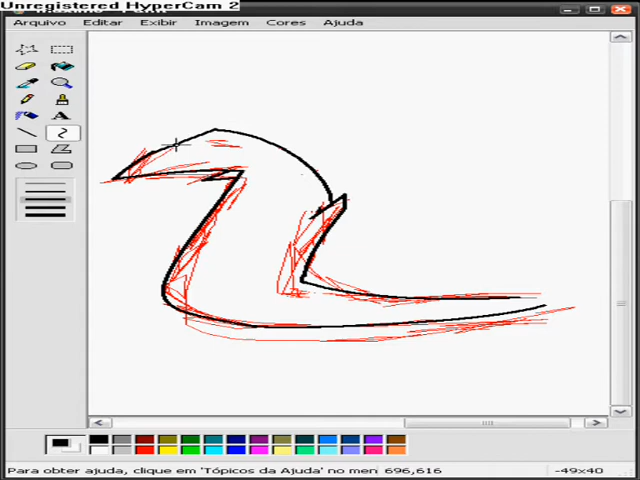 Unregistered HyperCam 2
Arquivo Editar Exibir Imagem Cores Ajuda
A
Para obter ajuda, clique em 'Tópicos da Ajuda' no men 696,616 -49x40